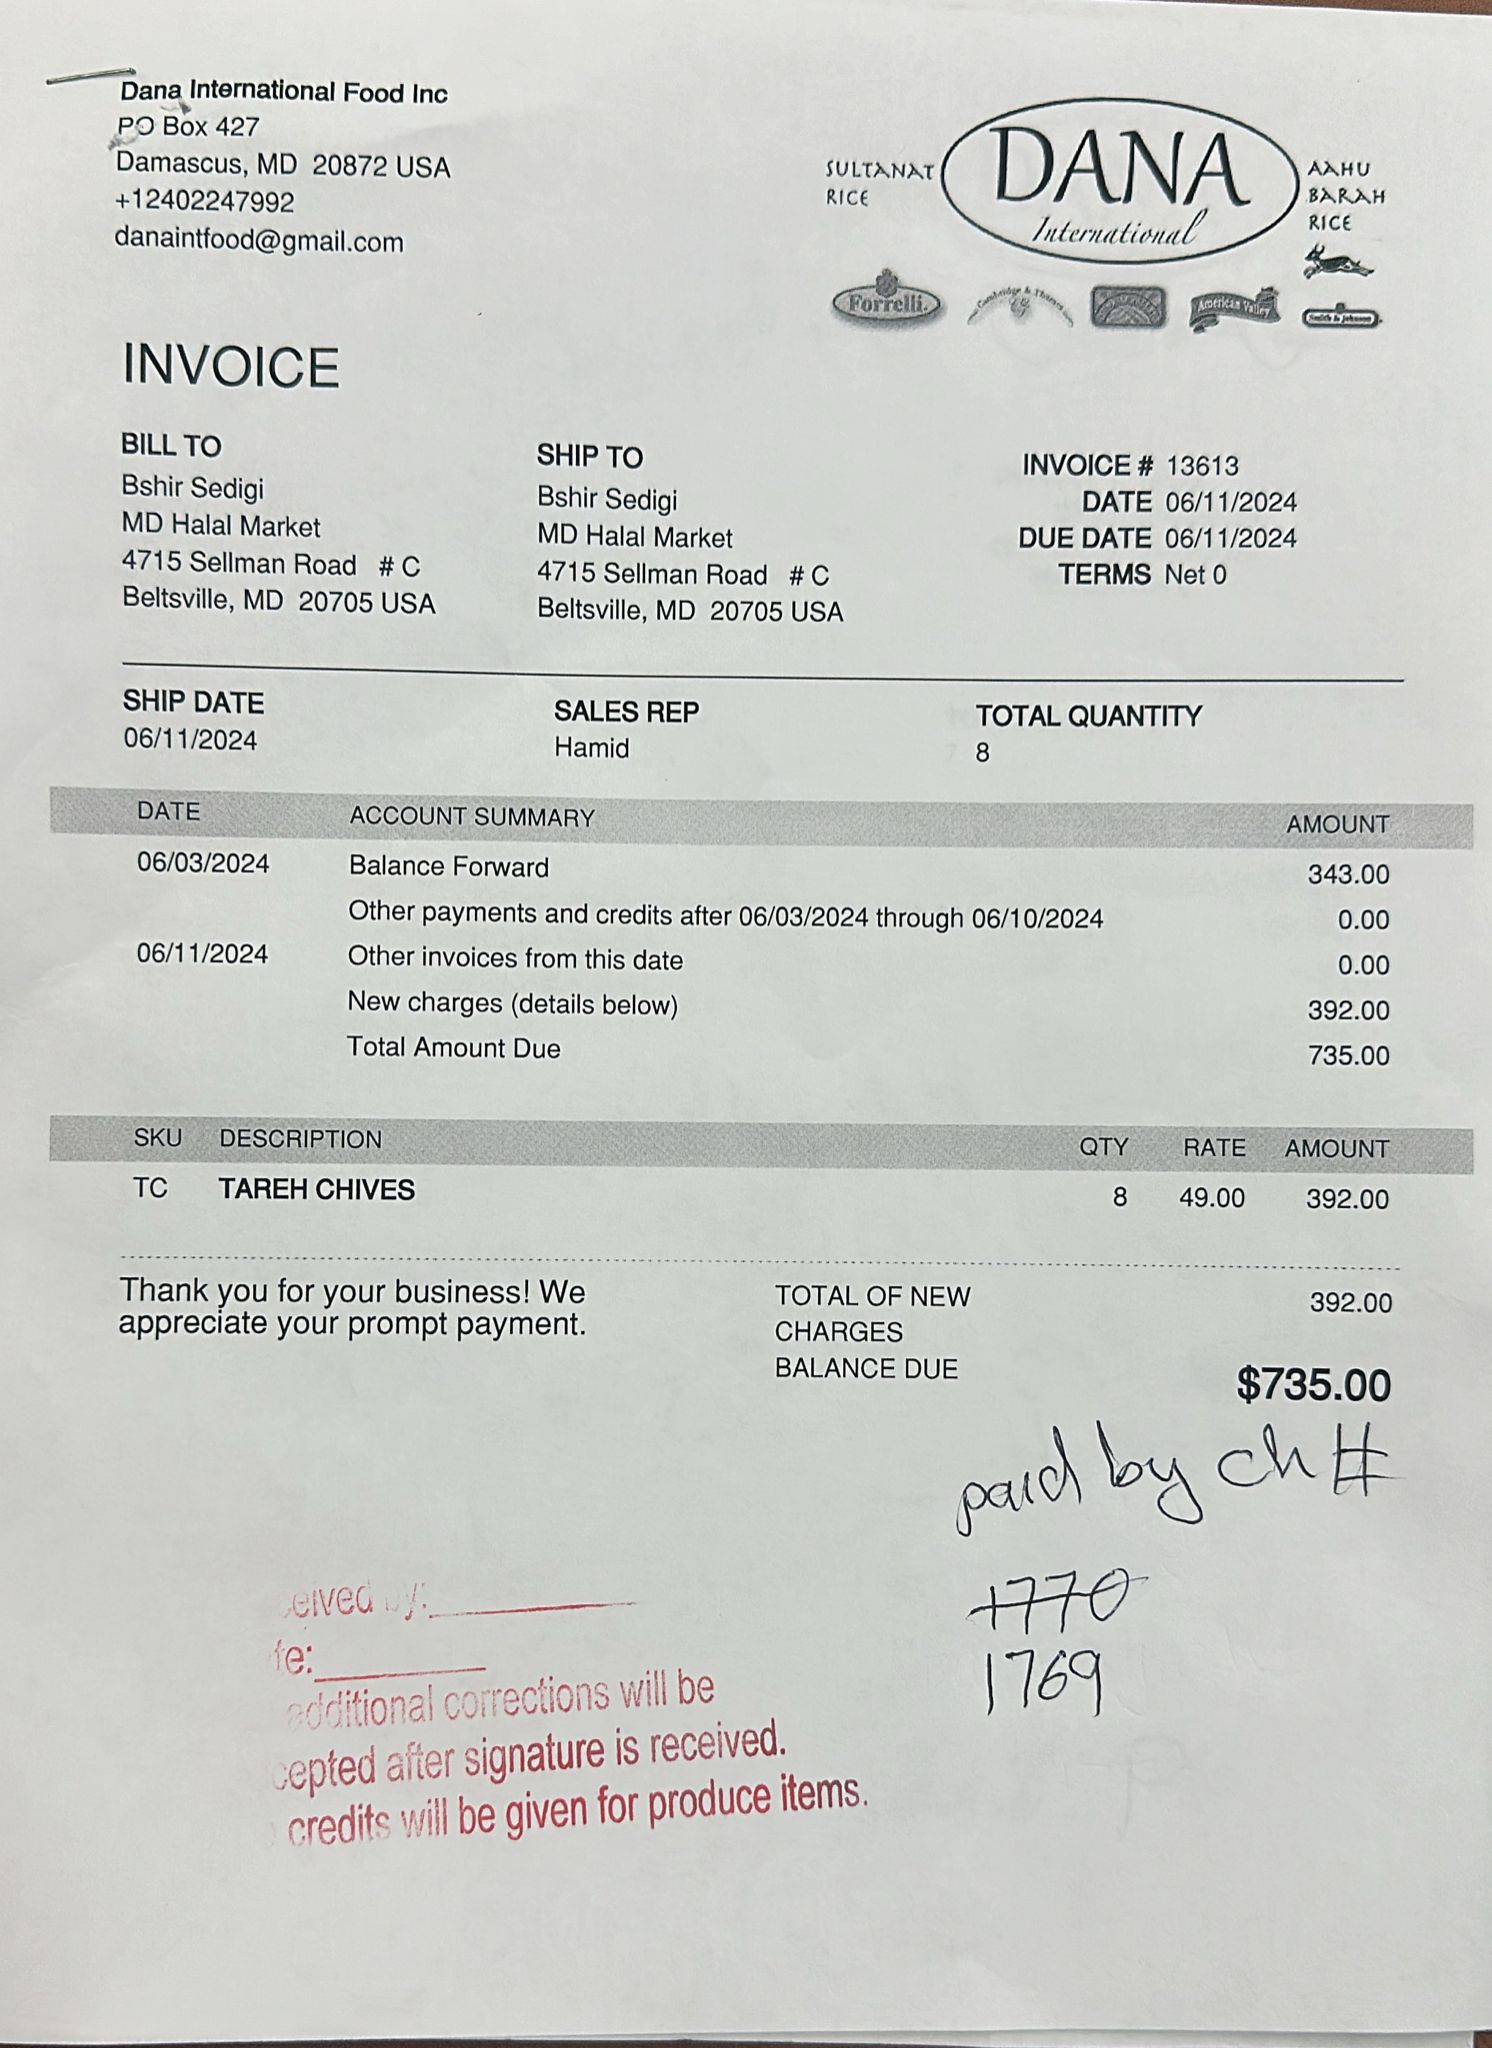 Dana International Food Inc
PO Box 427
Damascus, MD 20872 USA
+12402247992
danaintfood@gmail.com
SULTANAT
RICE
DANA
International
AAHU
BARAH
RICE
Forrelli.
American Valley
Smith & Johnson
INVOICE
BILL TO
Bshir Sedigi
MD Halal Market
4715 Sellman Road # C
Beltsville, MD 20705 USA
SHIP TO
Bshir Sedigi
MD Halal Market
4715 Sellman Road # C
Beltsville, MD 20705 USA
INVOICE # 13613
DATE 06/11/2024
DUE DATE 06/11/2024
TERMS Net 0
SHIP DATE
06/11/2024
SALES REP
Hamid
TOTAL QUANTITY
8
DATE ACCOUNT SUMMARY AMOUNT
06/03/2024 Balance Forward 343.00
Other payments and credits after 06/03/2024 through 06/10/2024 0.00
06/11/2024 Other invoices from this date 0.00
New charges (details below) 392.00
Total Amount Due 735.00
SKU DESCRIPTION QTY RATE AMOUNT
TC TAREH CHIVES 8 49.00 392.00
Thank you for your business! We
appreciate your prompt payment.
TOTAL OF NEW 392.00
CHARGES
BALANCE DUE $735.00
paid by ch #
1770
1769
eived by:
te:
additional corrections will be
cepted after signature is received.
credits will be given for produce items.